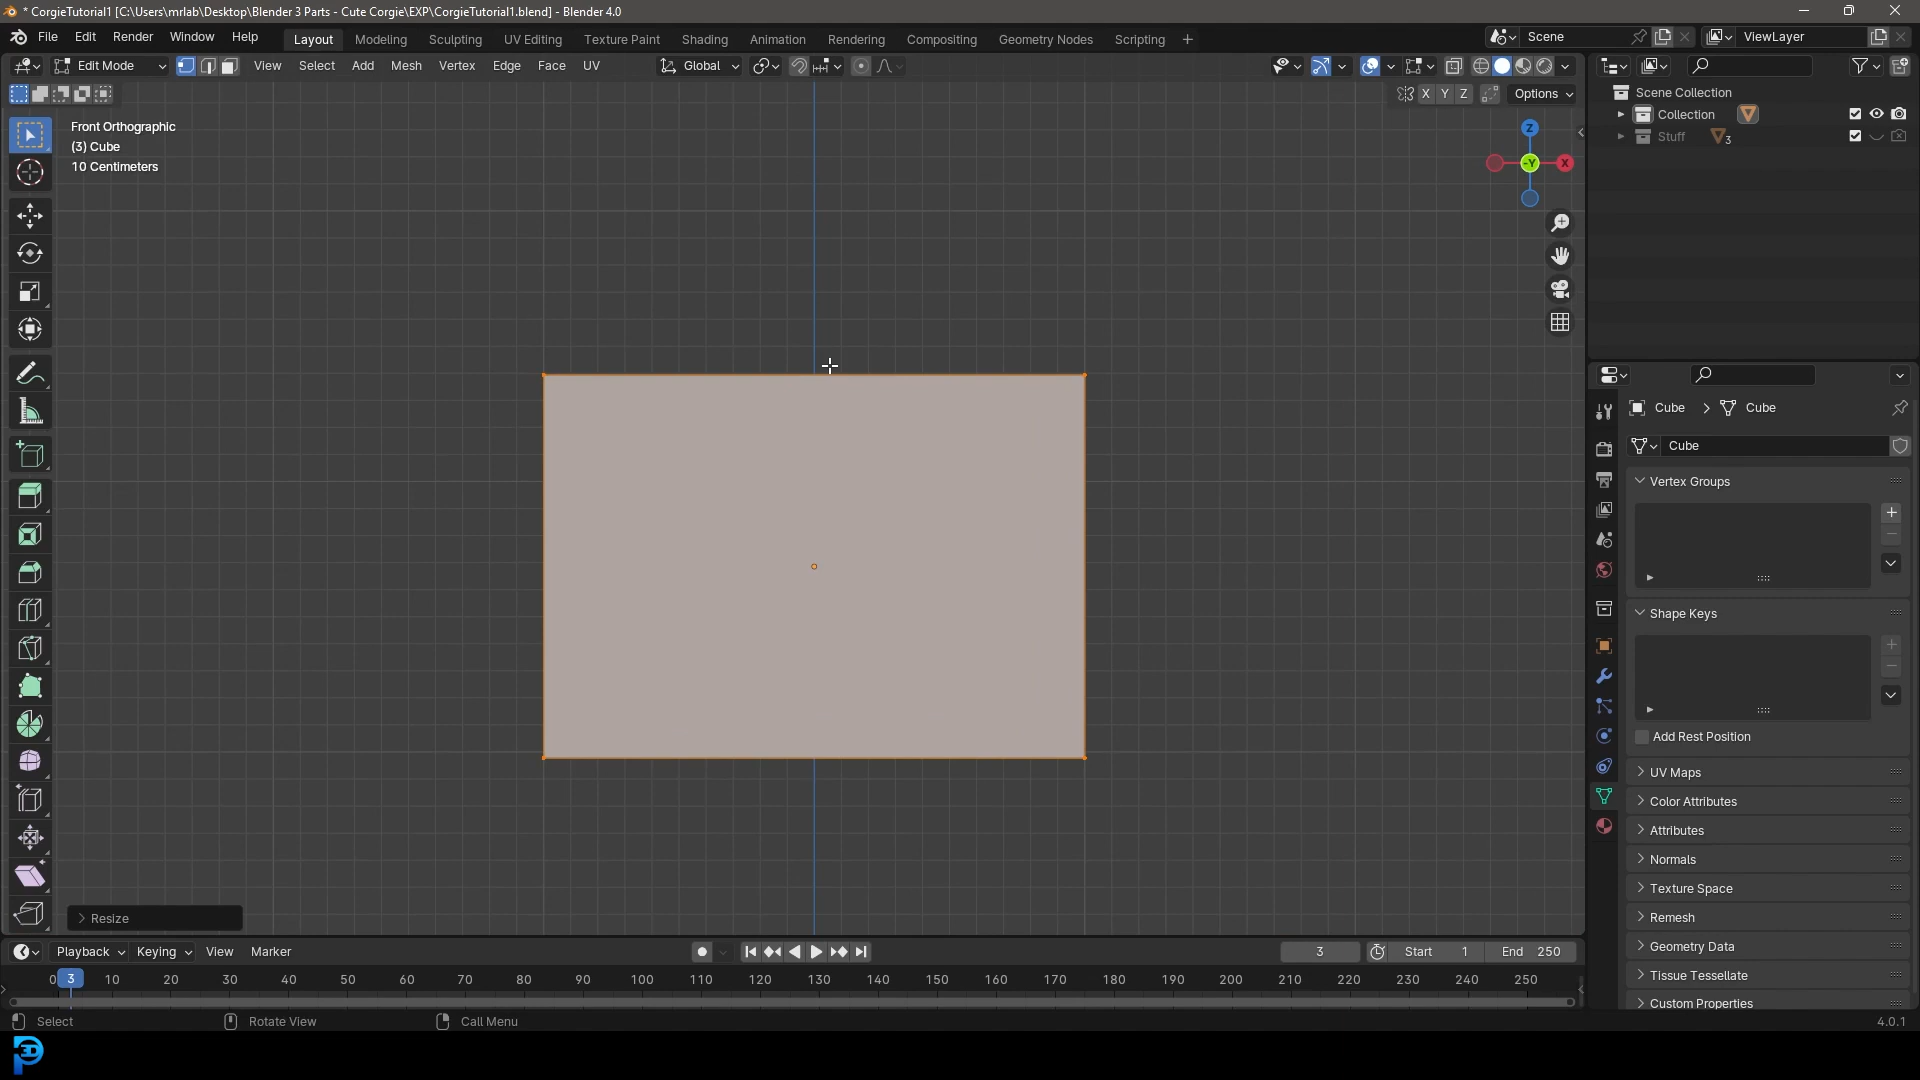 * CorgieTutorial1 [C:\Users\mrlab\Desktop\Blender 3 Parts - Cute Corgie\EXP\CorgieTutorial1.blend] - Blender 4.0
File Edit Render Window Help Layout Modeling Sculpting UV Editing Texture Paint Shading Animation Rendering Compositing Geometry Nodes Scripting + Scene ViewLayer
Edit Mode View Select Add Mesh Vertex Edge Face UV Global
X Y Z Options
Front Orthographic
(3) Cube
10 Centimeters
Z
-Y X
Scene Collection
Collection
Stuff 3
Cube > Cube
Cube
Vertex Groups
Shape Keys
Add Rest Position
UV Maps
Color Attributes
Attributes
Normals
Texture Space
Remesh
Geometry Data
Tissue Tessellate
Custom Properties
> Resize
Playback Keying View Marker 3 Start 1 End 250
0 3 10 20 30 40 50 60 70 80 90 100 110 120 130 140 150 160 170 180 190 200 210 220 230 240 250
Select Rotate View Call Menu 4.0.1
3D